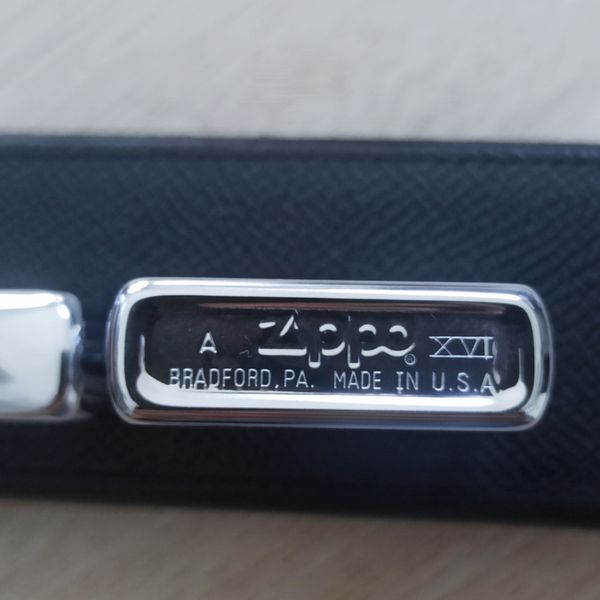 A Zippo® XVI
BRADFORD, PA. MADE IN U.S.A